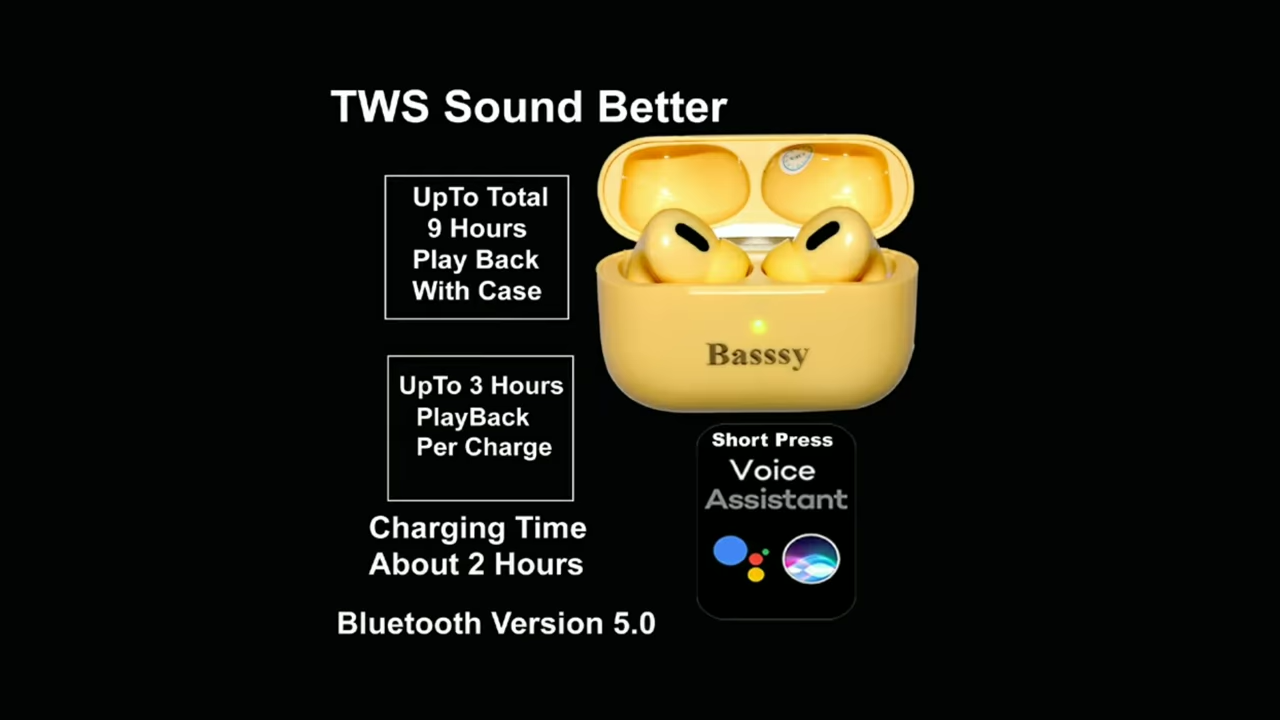 TWS Sound Better
UpTo Total
9 Hours
Play Back
With Case
Basssy
UpTo 3 Hours
PlayBack
Per Charge
Short Press
Voice
Assistant
Charging Time
About 2 Hours
Bluetooth Version 5.0